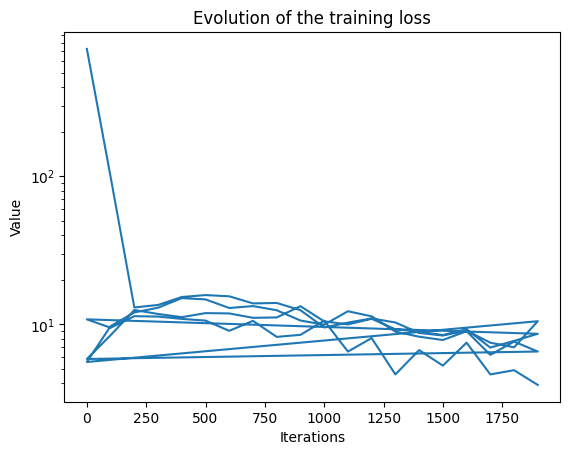 Evolution of the training loss
Value
10²
10¹
0 250 500 750 1000 1250 1500 1750
Iterations